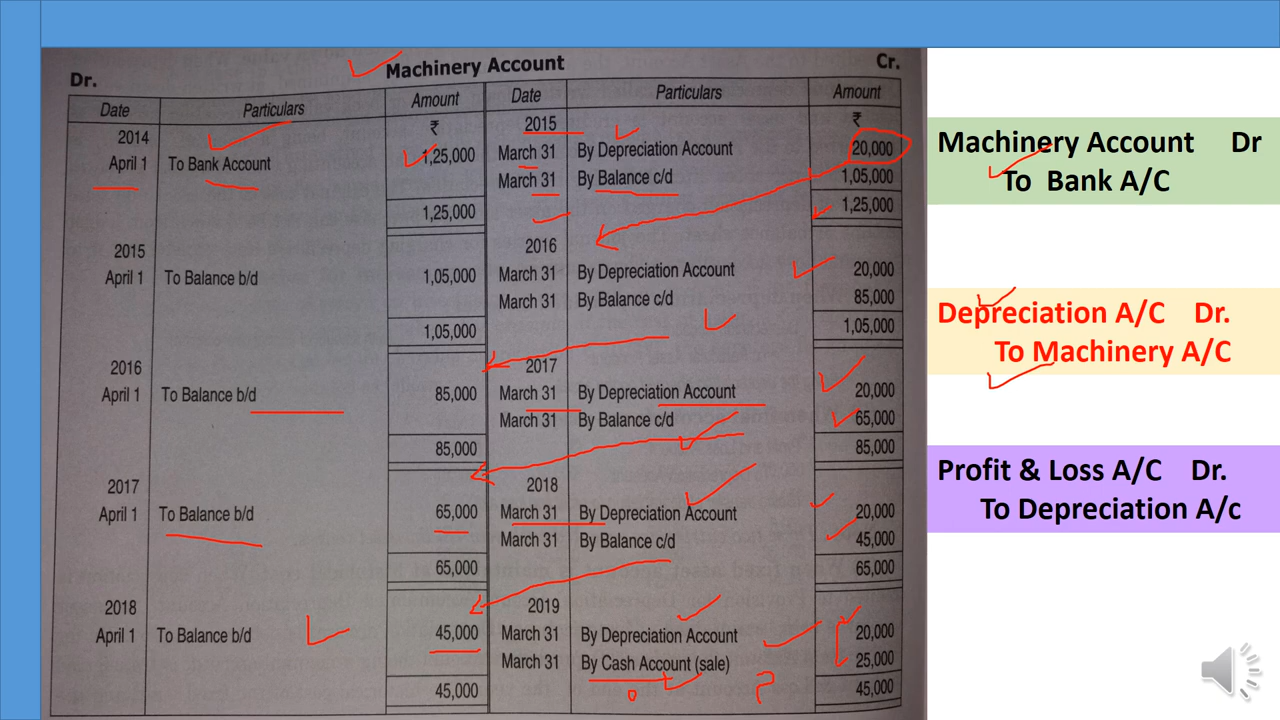 Dr. Machinery Account Cr.
Date Particulars Amount Date Particulars Amount
₹ 2015 ₹
2014
April 1 To Bank Account 1,25,000 March 31 By Depreciation Account 20,000
March 31 By Balance c/d 1,05,000
1,25,000 1,25,000
2015 2016
April 1 To Balance b/d 1,05,000 March 31 By Depreciation Account 20,000
March 31 By Balance c/d 85,000
1,05,000 1,05,000
2016 2017
April 1 To Balance b/d 85,000 March 31 By Depreciation Account 20,000
March 31 By Balance c/d 65,000
85,000 85,000
2017 2018
April 1 To Balance b/d 65,000 March 31 By Depreciation Account 20,000
March 31 By Balance c/d 45,000
65,000 65,000
2018 2019
April 1 To Balance b/d 45,000 March 31 By Depreciation Account 20,000
March 31 By Cash Account (sale) 25,000
45,000 45,000
Machinery Account Dr
To Bank A/C
Depreciation A/C Dr.
To Machinery A/C
Profit & Loss A/C Dr.
To Depreciation A/c